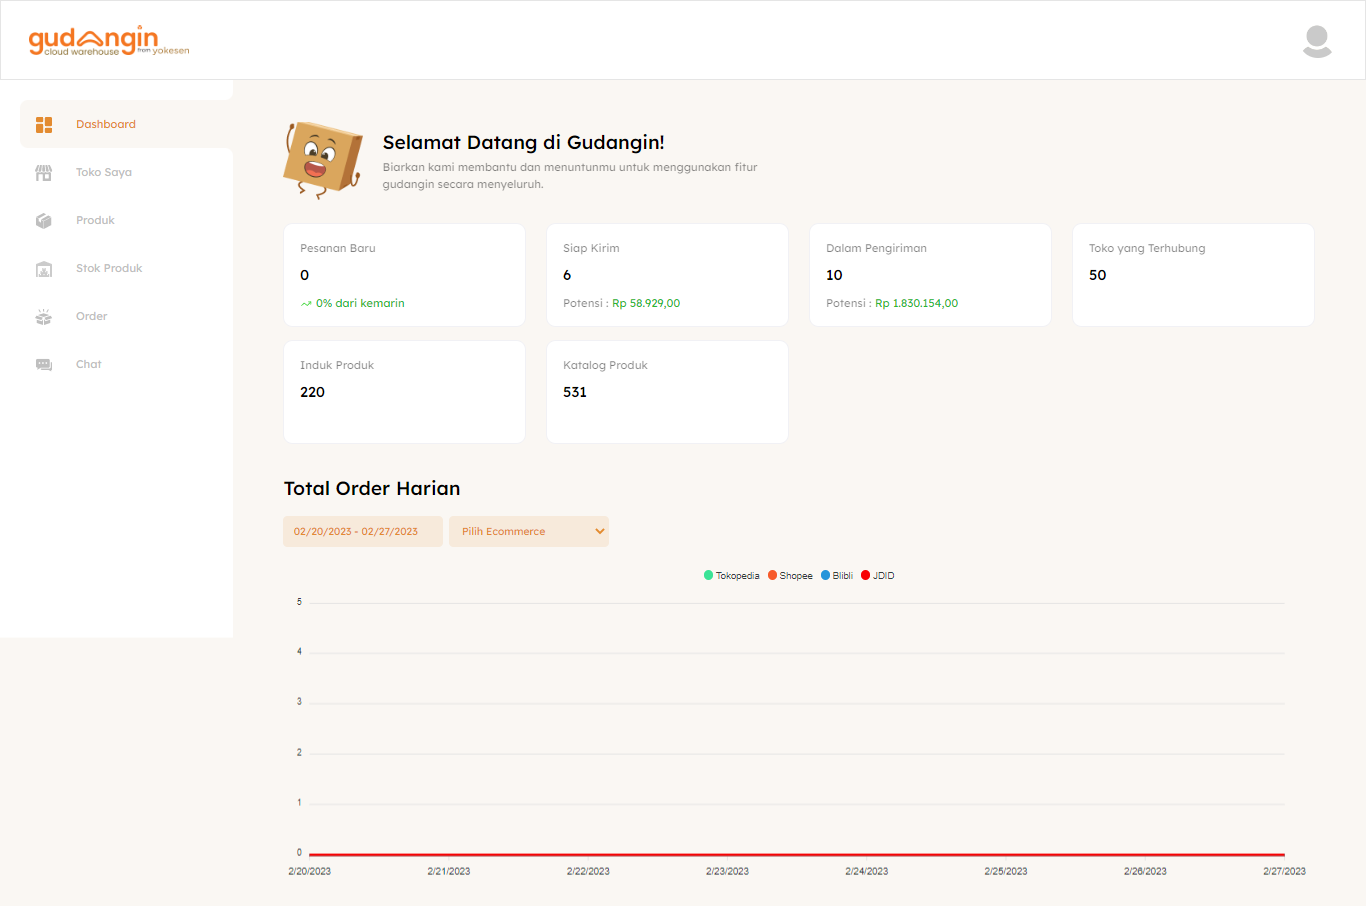 gudangin
cloud warehouse from yokesen
Dashboard
Toko Saya
Produk
Stok Produk
Order
Chat
Selamat Datang di Gudangin!
Biarkan kami membantu dan menuntunmu untuk menggunakan fitur
gudangin secara menyeluruh.
Pesanan Baru
0
0% dari kemarin
Siap Kirim
6
Potensi : Rp 58.929,00
Dalam Pengiriman
10
Potensi : Rp 1.830.154,00
Toko yang Terhubung
50
Induk Produk
220
Katalog Produk
531
Total Order Harian
02/20/2023 - 02/27/2023
Pilih Ecommerce
Tokopedia Shopee Blibli JDID
5
4
3
2
1
0
2/20/2023 2/21/2023 2/22/2023 2/23/2023 2/24/2023 2/25/2023 2/26/2023 2/27/2023